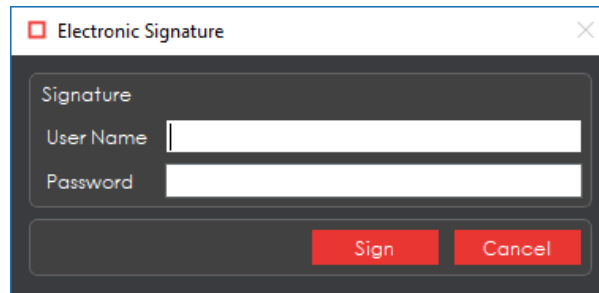 Electronic Signature
Signature
User Name
Password
Sign Cancel